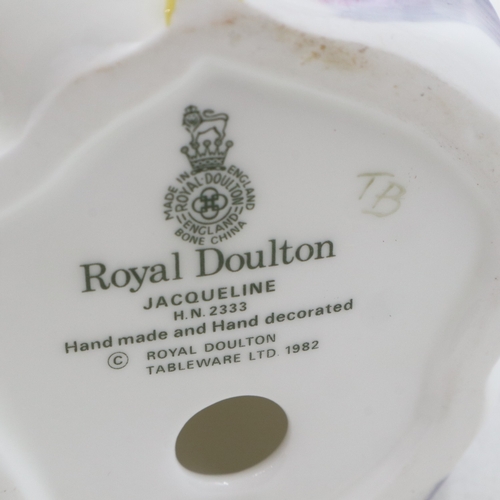 MADE IN ENGLAND
ROYAL·DOULTON
ENGLAND
BONE CHINA
TB
Royal Doulton
JACQUELINE
H.N. 2333
Hand made and Hand decorated
© ROYAL DOULTON
TABLEWARE LTD. 1982